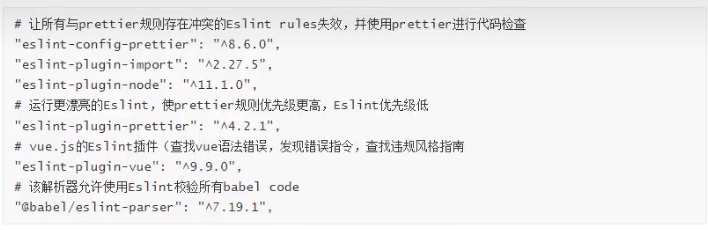 # 让所有与prettier规则存在冲突的Eslint rules失效，并使用prettier进行代码检查
"eslint-config-prettier": "^8.6.0",
"eslint-plugin-import": "^2.27.5",
"eslint-plugin-node": "^11.1.0",
# 运行更漂亮的Eslint，使prettier规则优先级更高，Eslint优先级低
"eslint-plugin-prettier": "^4.2.1",
# vue.js的Eslint插件（查找vue语法错误，发现错误指令，查找违规风格指南
"eslint-plugin-vue": "^9.9.0",
# 该解析器允许使用Eslint校验所有babel code
"@babel/eslint-parser": "^7.19.1",